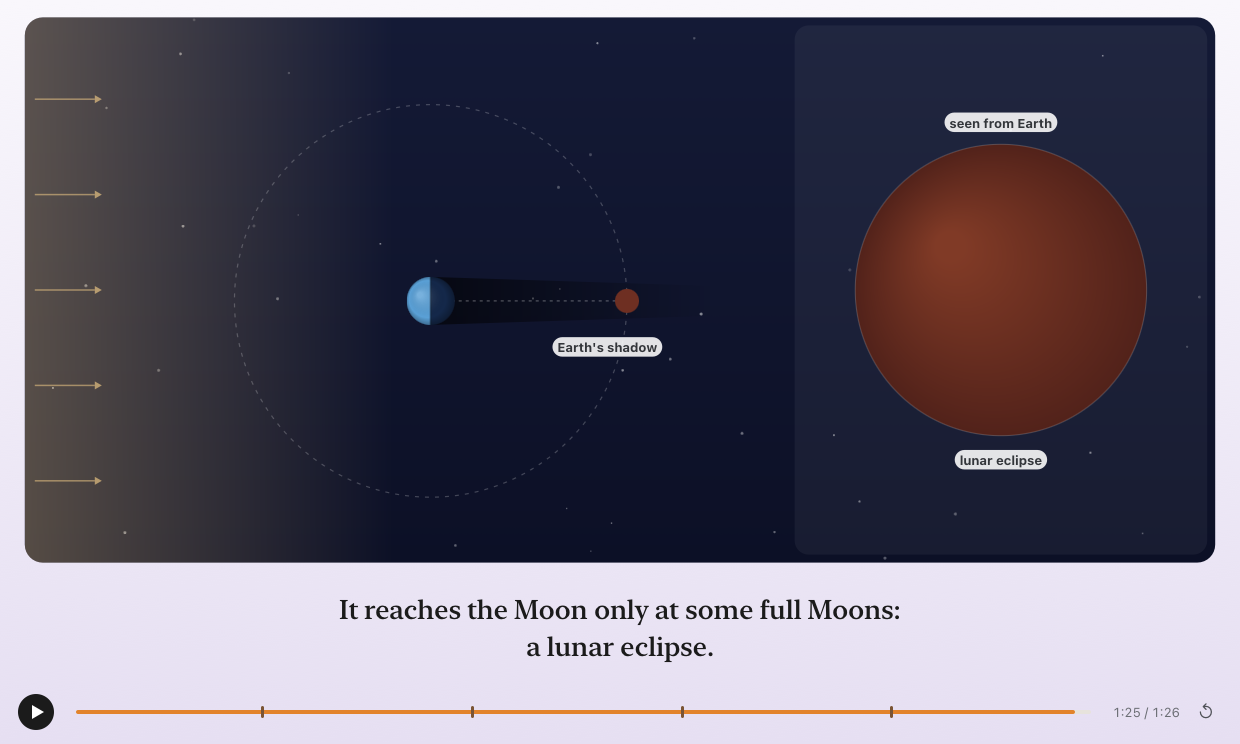 seen from Earth
Earth's shadow
lunar eclipse
It reaches the Moon only at some full Moons:
a lunar eclipse.
1:25 / 1:26